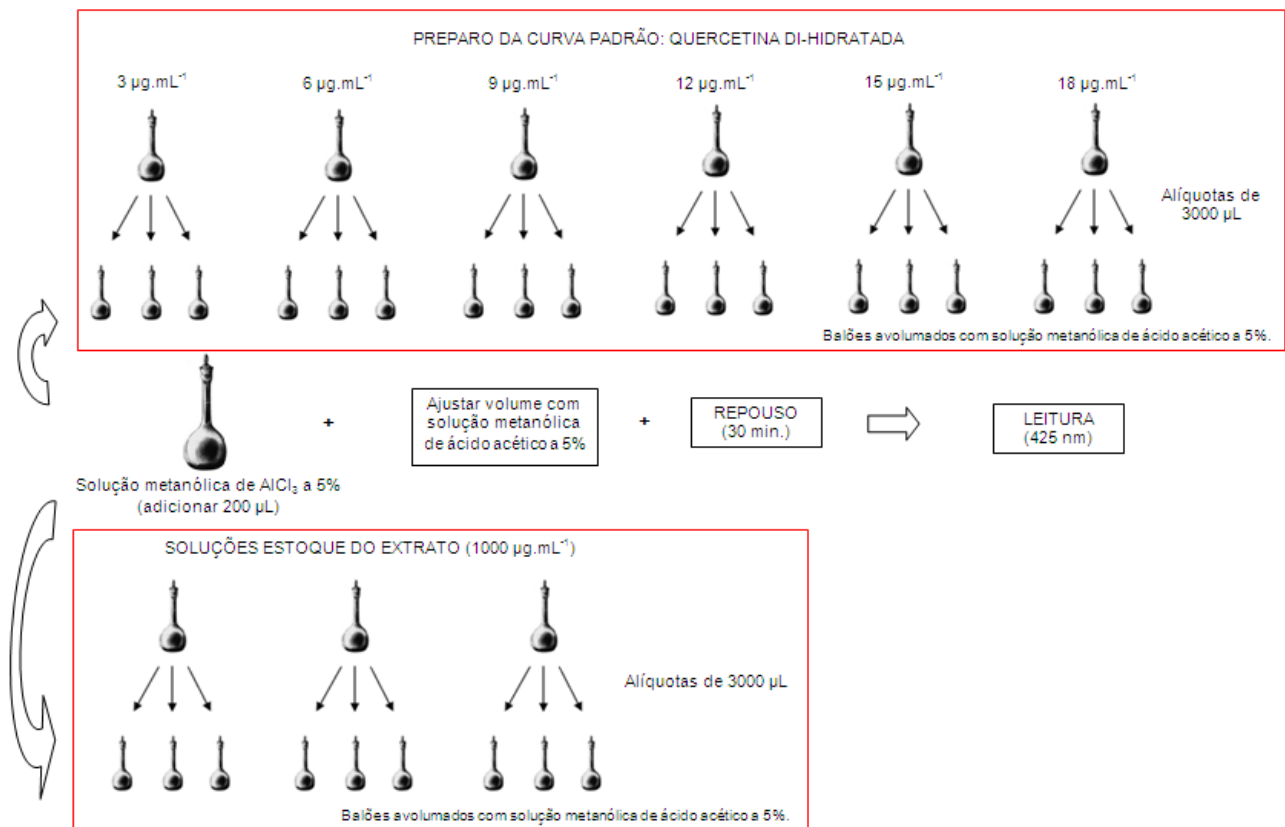 PREPARO DA CURVA PADRÃO: QUERCETINA DI-HIDRATADA
3 µg.mL⁻¹
6 µg.mL⁻¹
9 µg.mL⁻¹
12 µg.mL⁻¹
15 µg.mL⁻¹
18 µg.mL⁻¹
Alíquotas de
3000 µL
Balões avolumados com solução metanólica de ácido acético a 5%.
+
Ajustar volume com
solução metanólica
de ácido acético a 5%
+
REPOUSO
(30 min.)
LEITURA
(425 nm)
Solução metanólica de AlCl₃ a 5%
(adicionar 200 µL)
SOLUÇÕES ESTOQUE DO EXTRATO (1000 µg.mL⁻¹)
Alíquotas de 3000 µL
Balões avolumados com solução metanólica de ácido acético a 5%.